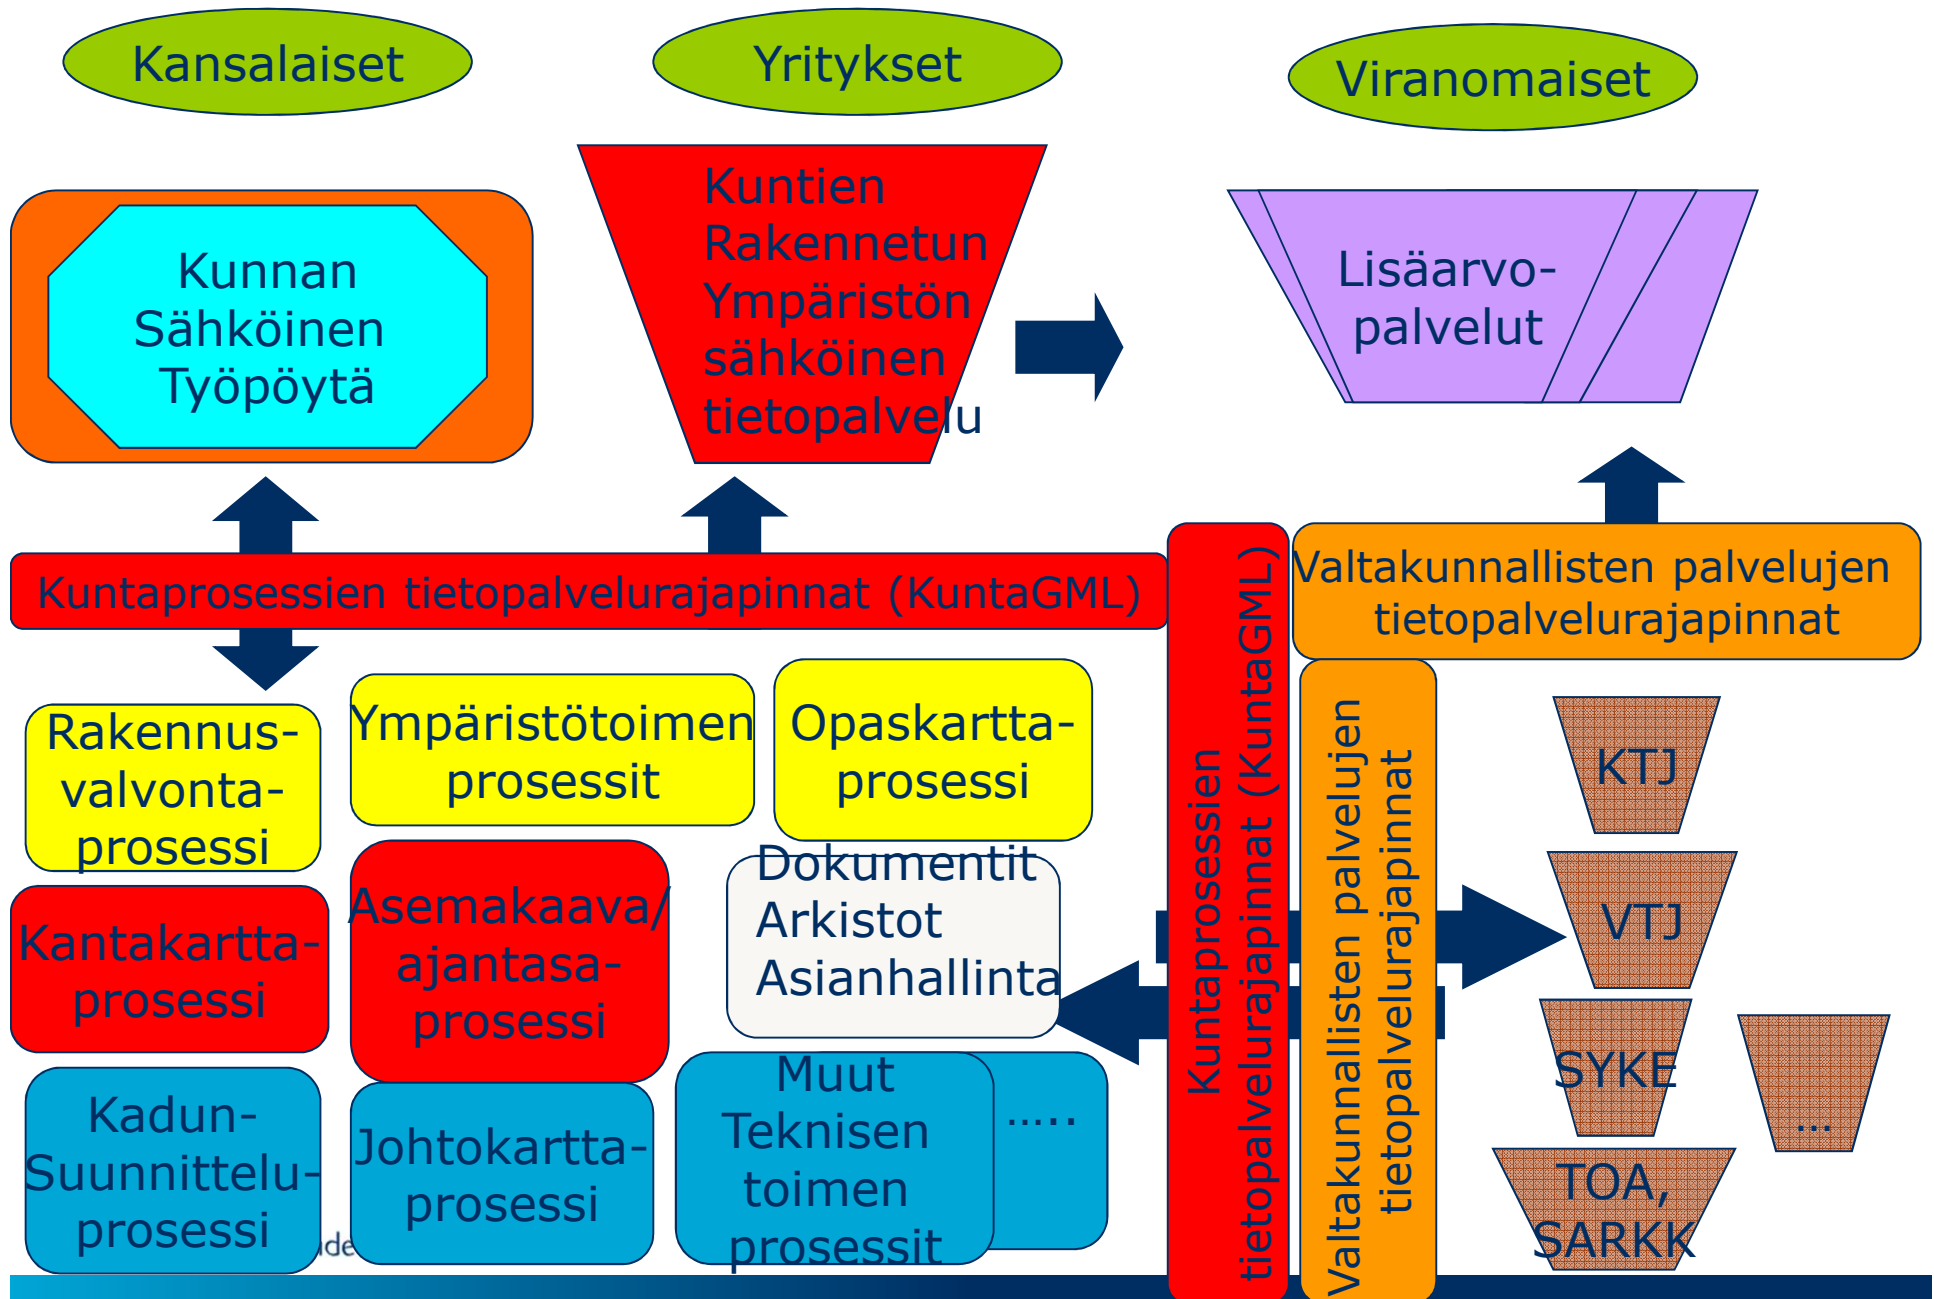 Kansalaiset
Yritykset
Viranomaiset
Kunnan
Sähköinen
Työpöytä
Kuntien
Rakennetun
Ympäristön
sähköinen
tietopalvelu
Lisäarvo-
palvelut
Kuntaprosessien tietopalvelurajapinnat (KuntaGML)
Kuntaprosessien
tietopalvelurajapinnat (KuntaGML)
Valtakunnallisten palvelujen
tietopalvelurajapinnat
Valtakunnallisten palvelujen
tietopalvelurajapinnat
Rakennus-
valvonta-
prosessi
Ympäristötoimen
prosessit
Opaskartta-
prosessi
Kantakartta-
prosessi
Asemakaava/
ajantasa-
prosessi
Dokumentit
Arkistot
Asianhallinta
Kadun-
Suunnittelu-
prosessi
Johtokartta-
prosessi
Muut
Teknisen
toimen
prosessit
.....
KTJ
VTJ
SYKE
...
TOA,
SARKK